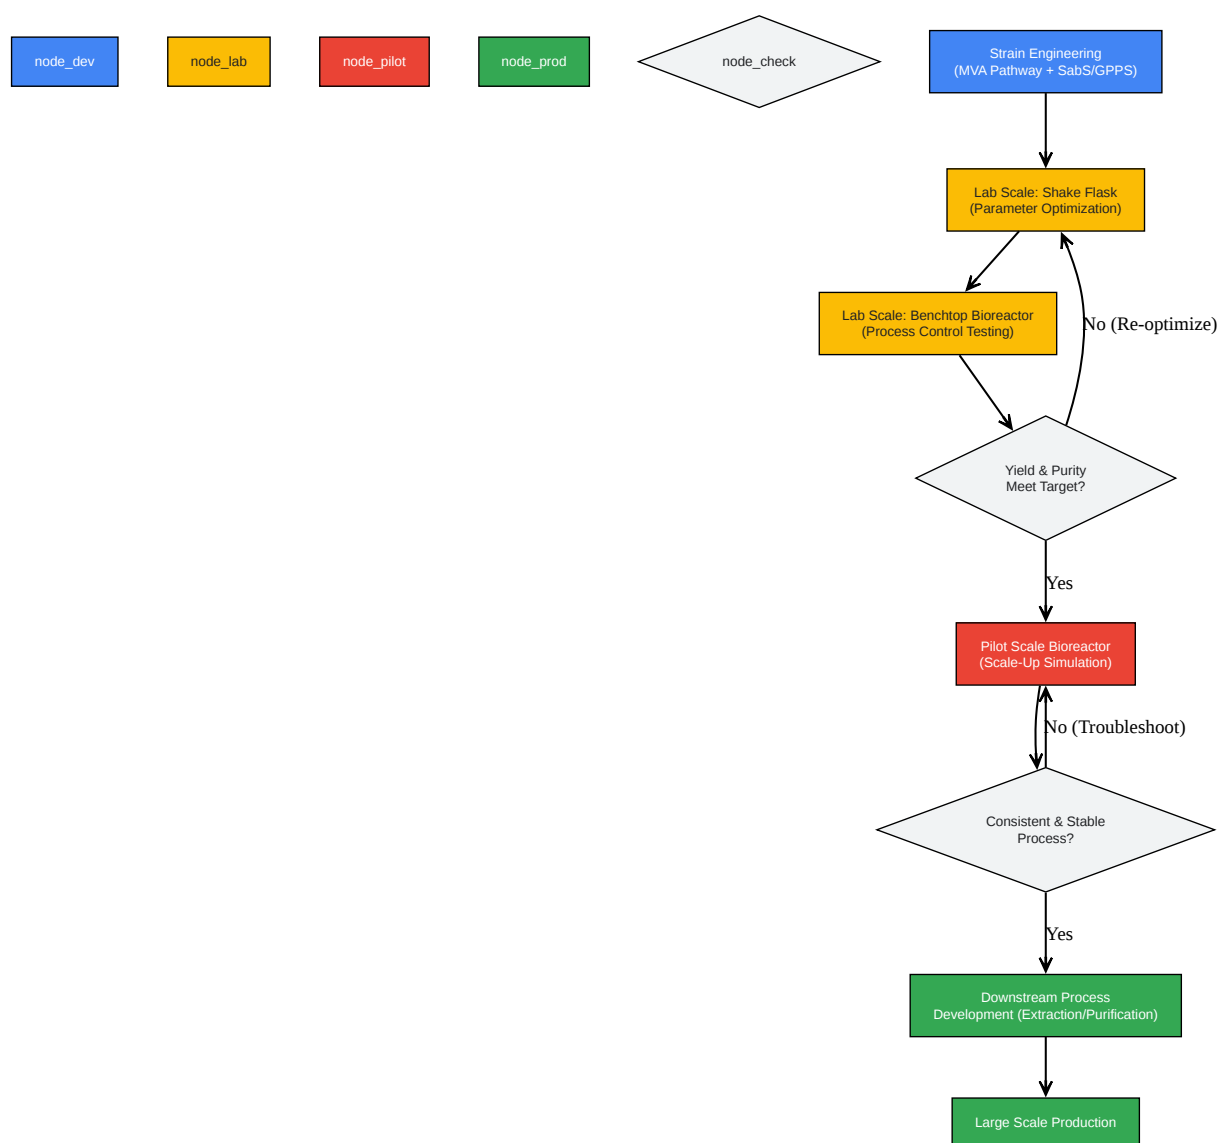 node_dev
node_lab
node_pilot
node_prod
node_check
Strain Engineering
(MVA Pathway + SabS/GPPS)
Lab Scale: Shake Flask
(Parameter Optimization)
Lab Scale: Benchtop Bioreactor
(Process Control Testing)
No (Re-optimize)
Yield & Purity
Meet Target?
Yes
Pilot Scale Bioreactor
(Scale-Up Simulation)
No (Troubleshoot)
Consistent & Stable
Process?
Yes
Downstream Process
Development (Extraction/Purification)
Large Scale Production